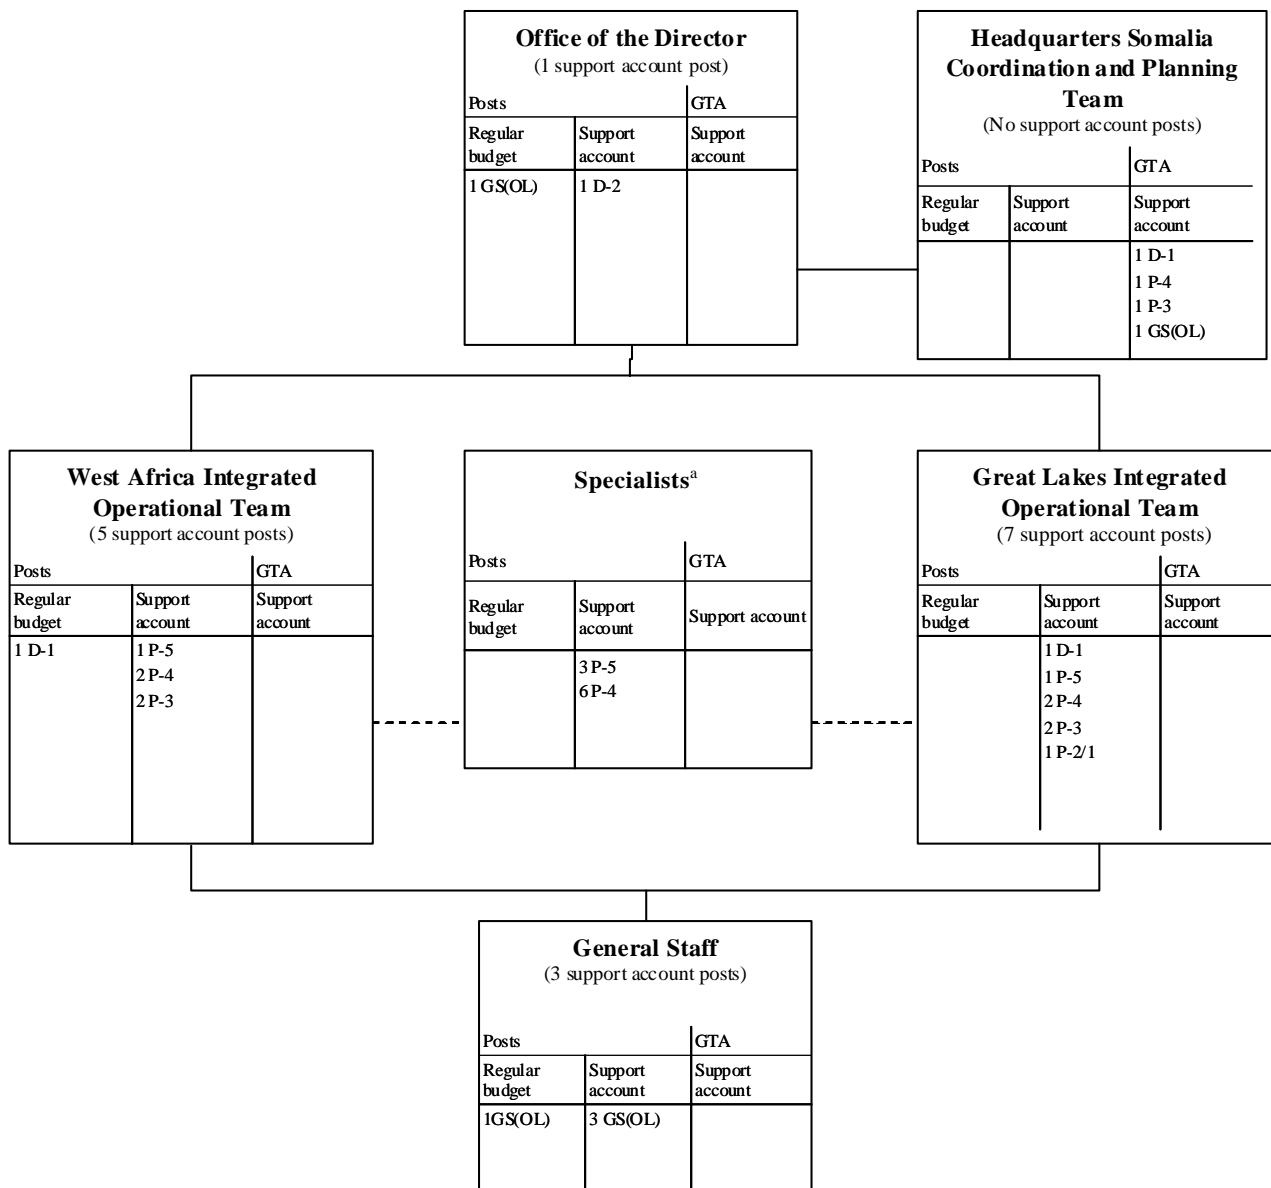 Office of the Director
(1 support account post)
Posts GTA
Regular budget Support account Support account
1 GS(OL) 1 D-2
Headquarters Somalia
Coordination and Planning
Team
(No support account posts)
Posts GTA
Regular budget Support account Support account
1 D-1
1 P-4
1 P-3
1 GS(OL)
West Africa Integrated
Operational Team
(5 support account posts)
Posts GTA
Regular budget Support account Support account
1 D-1 1 P-5
2 P-4
2 P-3
Specialistsᵃ
Posts GTA
Regular budget Support account Support account
3 P-5
6 P-4
Great Lakes Integrated
Operational Team
(7 support account posts)
Posts GTA
Regular budget Support account Support account
1 D-1
1 P-5
2 P-4
2 P-3
1 P-2/1
General Staff
(3 support account posts)
Posts GTA
Regular budget Support account Support account
1GS(OL) 3 GS(OL)